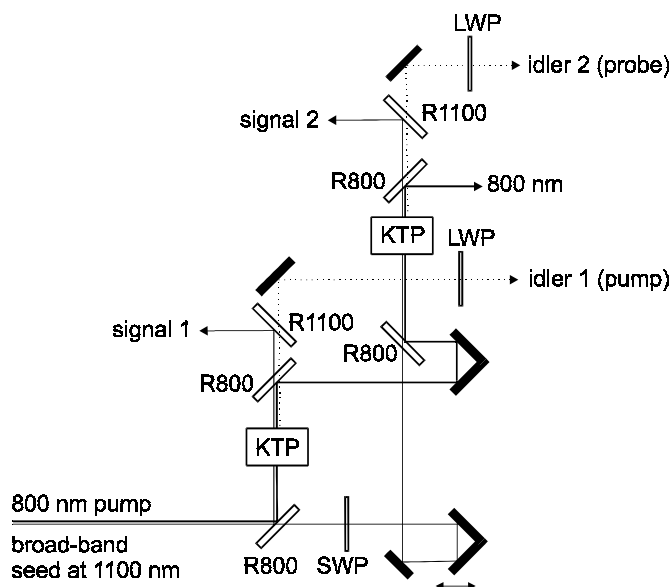 LWP
idler 2 (probe)
signal 2
R1100
R800
800 nm
KTP
LWP
idler 1 (pump)
signal 1
R1100
R800
R800
KTP
800 nm pump
broad-band
seed at 1100 nm
R800
SWP